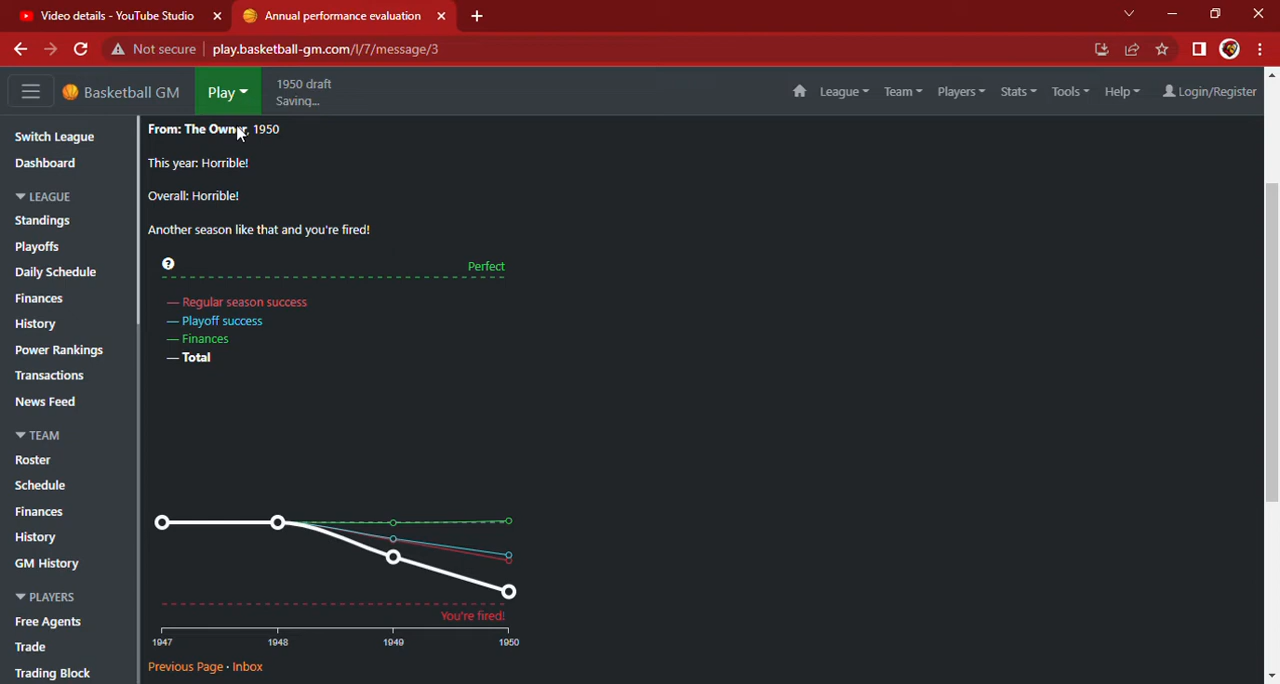 Video details - YouTube Studio
Annual performance evaluation
Not secure
play.basketball-gm.com/l/7/message/3
Basketball GM
Play
1950 draft
Saving...
League
Team
Players
Stats
Tools
Help
Login/Register
Switch League
Dashboard
LEAGUE
Standings
Playoffs
Daily Schedule
Finances
History
Power Rankings
Transactions
News Feed
TEAM
Roster
Schedule
Finances
History
GM History
PLAYERS
Free Agents
Trade
Trading Block
From: The Owner, 1950
This year: Horrible!
Overall: Horrible!
Another season like that and you're fired!
?
Perfect
— Regular season success
— Playoff success
— Finances
— Total
You're fired!
1947 1948 1949 1950
Previous Page · Inbox